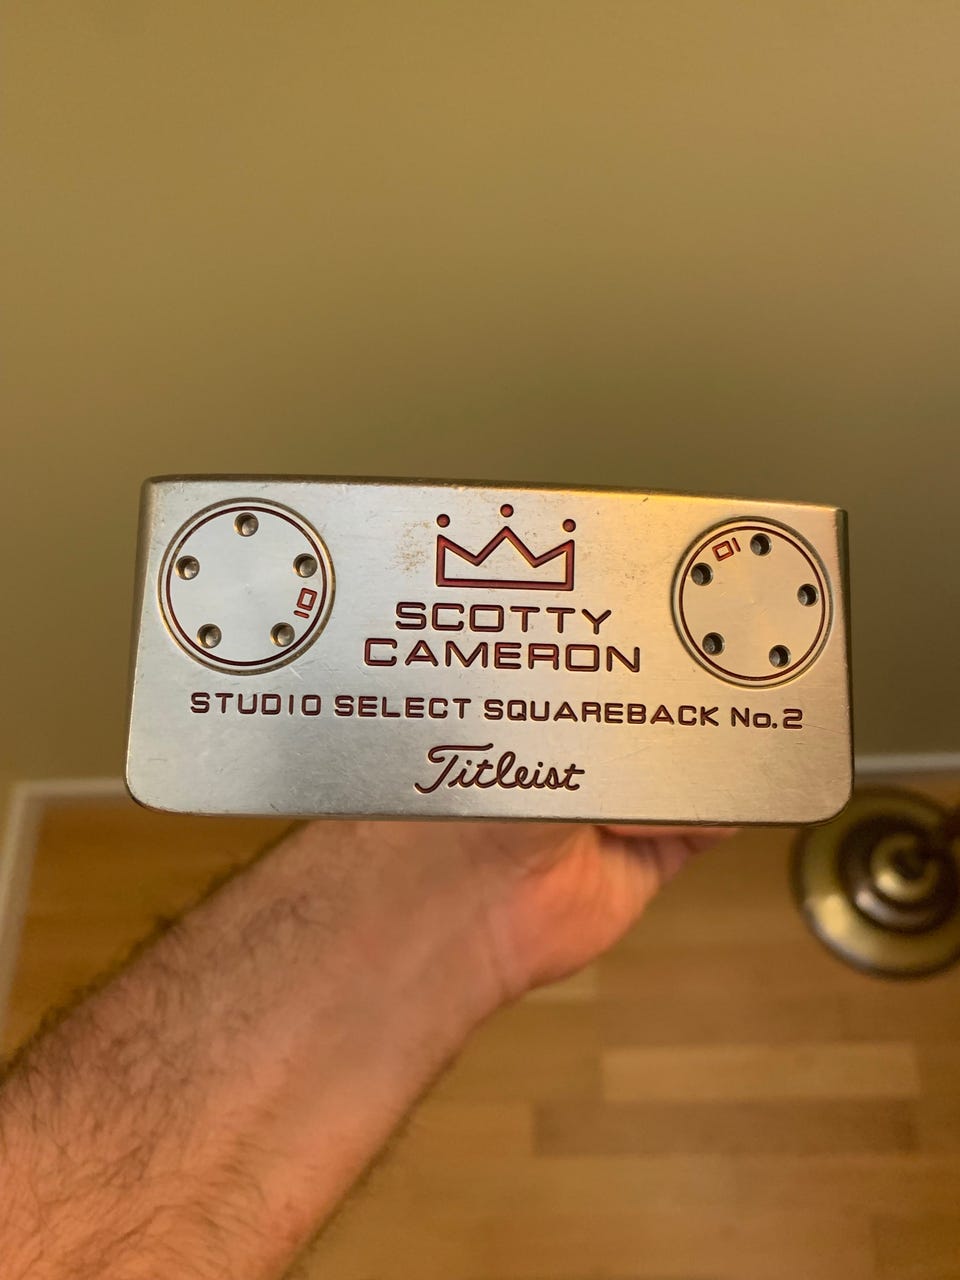 10
10
SCOTTY
CAMERON
STUDIO SELECT SQUAREBACK No.2
Titleist